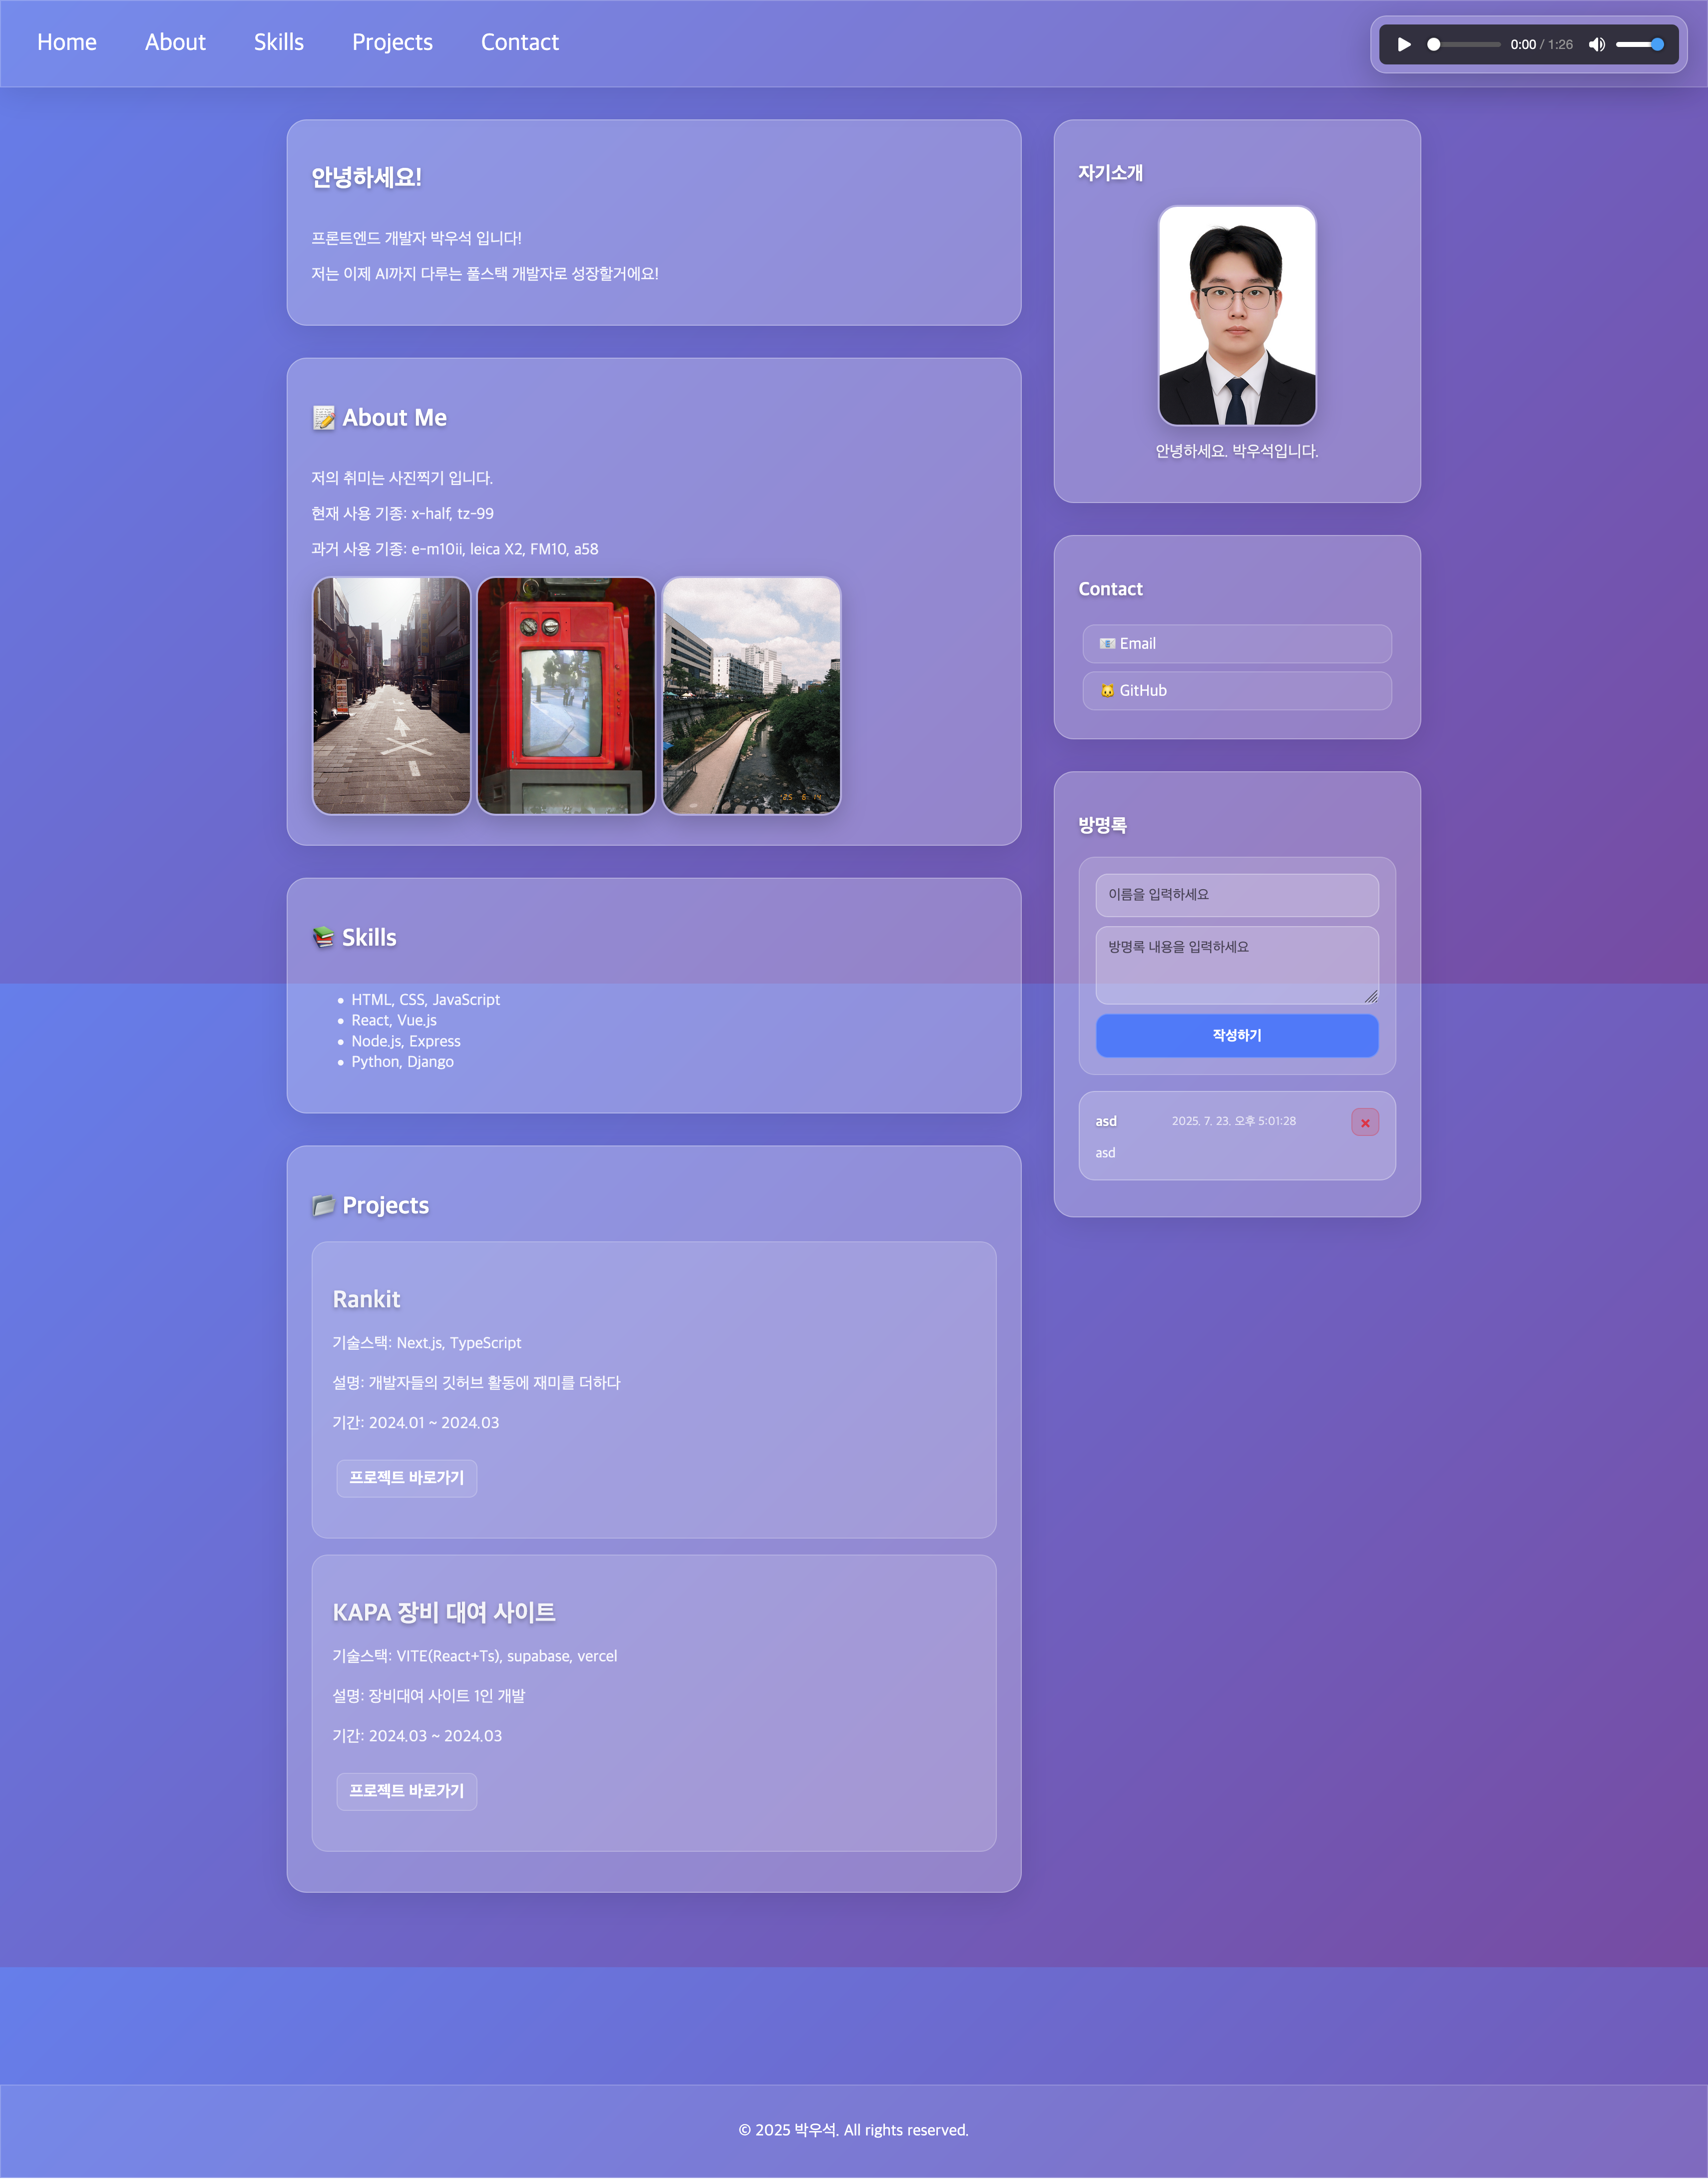 Home About Skills Projects Contact
0:00 / 1:26
안녕하세요!
프론트엔드 개발자 박우석 입니다!
저는 이제 AI까지 다루는 풀스택 개발자로 성장할거에요!
📝 About Me
저의 취미는 사진찍기 입니다.
현재 사용 기종: x-half, tz-99
과거 사용 기종: e-m10ii, leica X2, FM10, a58
25 6 14
📚 Skills
• HTML, CSS, JavaScript
• React, Vue.js
• Node.js, Express
• Python, Django
📂 Projects
Rankit
기술스택: Next.js, TypeScript
설명: 개발자들의 깃허브 활동에 재미를 더하다
기간: 2024.01 ~ 2024.03
프로젝트 바로가기
KAPA 장비 대여 사이트
기술스택: VITE(React+Ts), supabase, vercel
설명: 장비대여 사이트 1인 개발
기간: 2024.03 ~ 2024.03
프로젝트 바로가기
자기소개
안녕하세요. 박우석입니다.
Contact
📧 Email
🐱 GitHub
방명록
이름을 입력하세요
방명록 내용을 입력하세요
작성하기
asd 2025. 7. 23. 오후 5:01:28
asd
© 2025 박우석. All rights reserved.